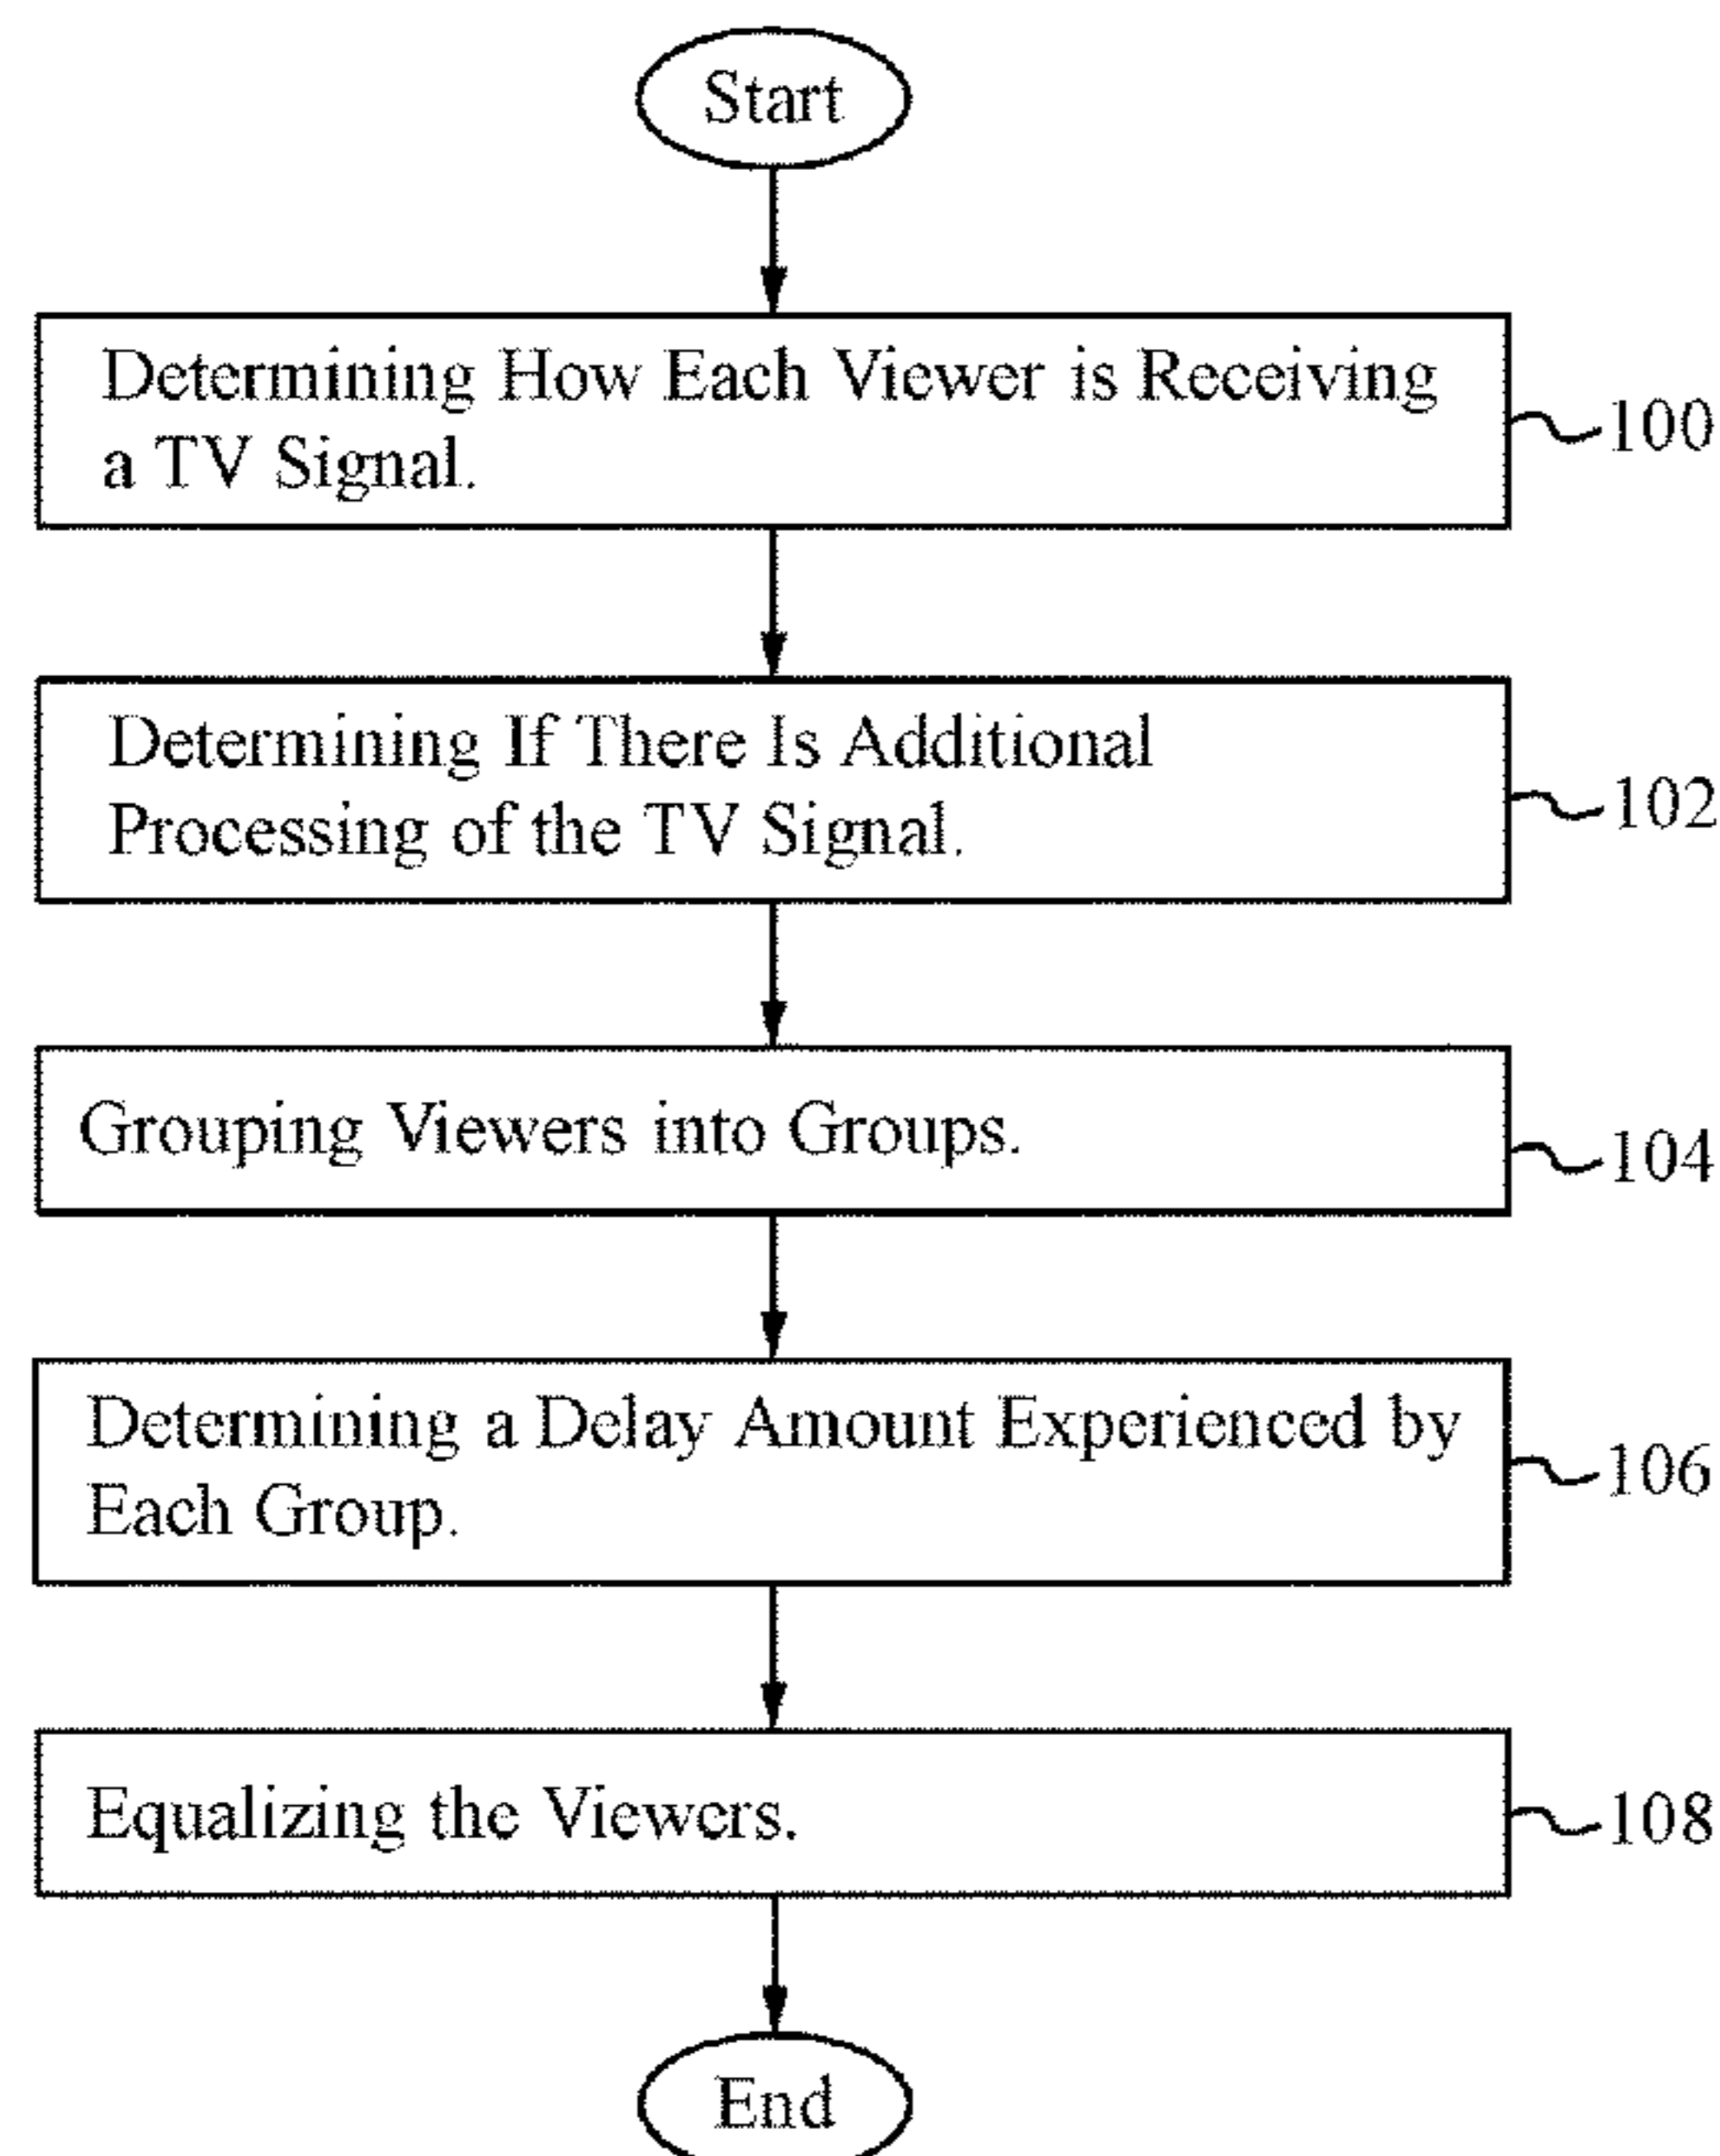 Start
Determining How Each Viewer is Receiving
a TV Signal.
100
Determining If There Is Additional
Processing of the TV Signal.
102
Grouping Viewers into Groups.
104
Determining a Delay Amount Experienced by
Each Group.
106
Equalizing the Viewers.
108
End